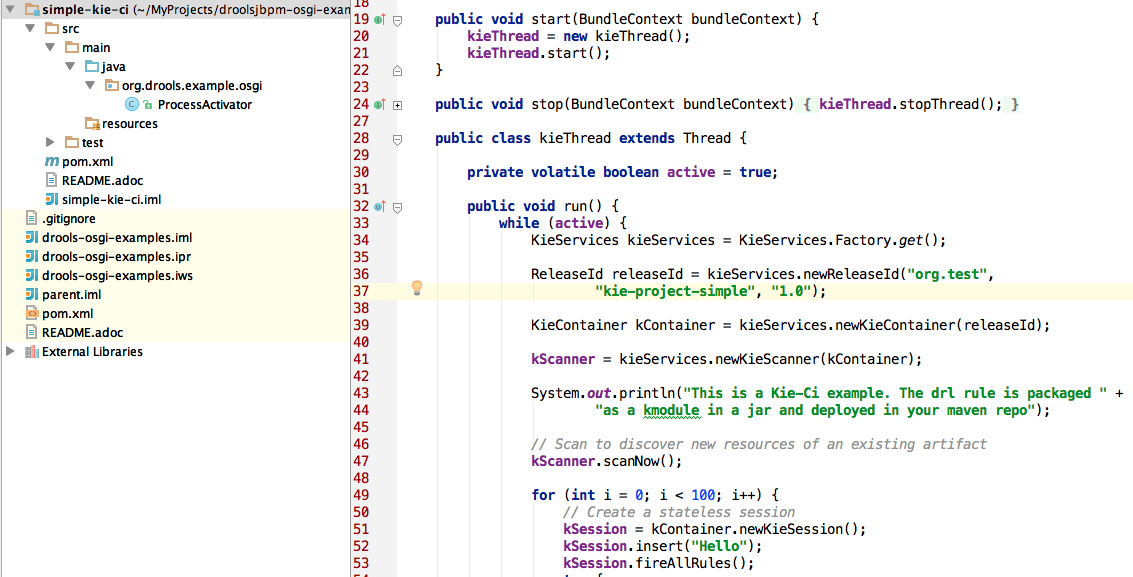 simple-kie-ci (~/MyProjects/droolsjbpm-osgi-exan
src
main
java
org.drools.example.osgi
C ProcessActivator
resources
test
m pom.xml
README.adoc
simple-kie-ci.iml
.gitignore
drools-osgi-examples.iml
drools-osgi-examples.ipr
drools-osgi-examples.iws
parent.iml
pom.xml
README.adoc
External Libraries
18
19 public void start(BundleContext bundleContext) {
20 kieThread = new kieThread();
21 kieThread.start();
22 }
23
24 public void stop(BundleContext bundleContext) { kieThread.stopThread(); }
27
28 public class kieThread extends Thread {
29
30 private volatile boolean active = true;
31
32 public void run() {
33 while (active) {
34 KieServices kieServices = KieServices.Factory.get();
35
36 ReleaseId releaseId = kieServices.newReleaseId("org.test",
37 "kie-project-simple", "1.0");
38
39 KieContainer kContainer = kieServices.newKieContainer(releaseId);
40
41 kScanner = kieServices.newKieScanner(kContainer);
42
43 System.out.println("This is a Kie-Ci example. The drl rule is packaged " +
44 "as a kmodule in a jar and deployed in your maven repo");
45
46 // Scan to discover new resources of an existing artifact
47 kScanner.scanNow();
48
49 for (int i = 0; i < 100; i++) {
50 // Create a stateless session
51 kSession = kContainer.newKieSession();
52 kSession.insert("Hello");
53 kSession.fireAllRules();